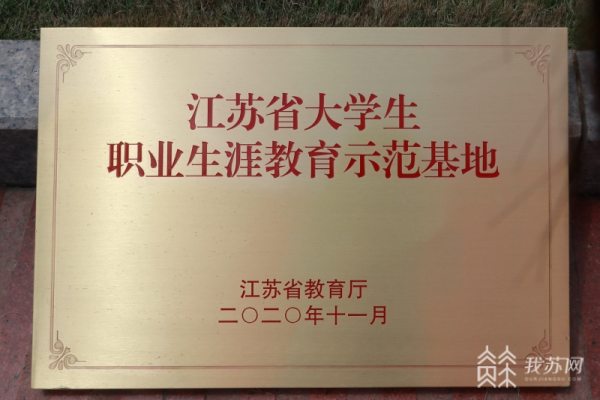 江苏省大学生
职业生涯教育示范基地
江苏省教育厅
二〇二〇年十一月
我苏网